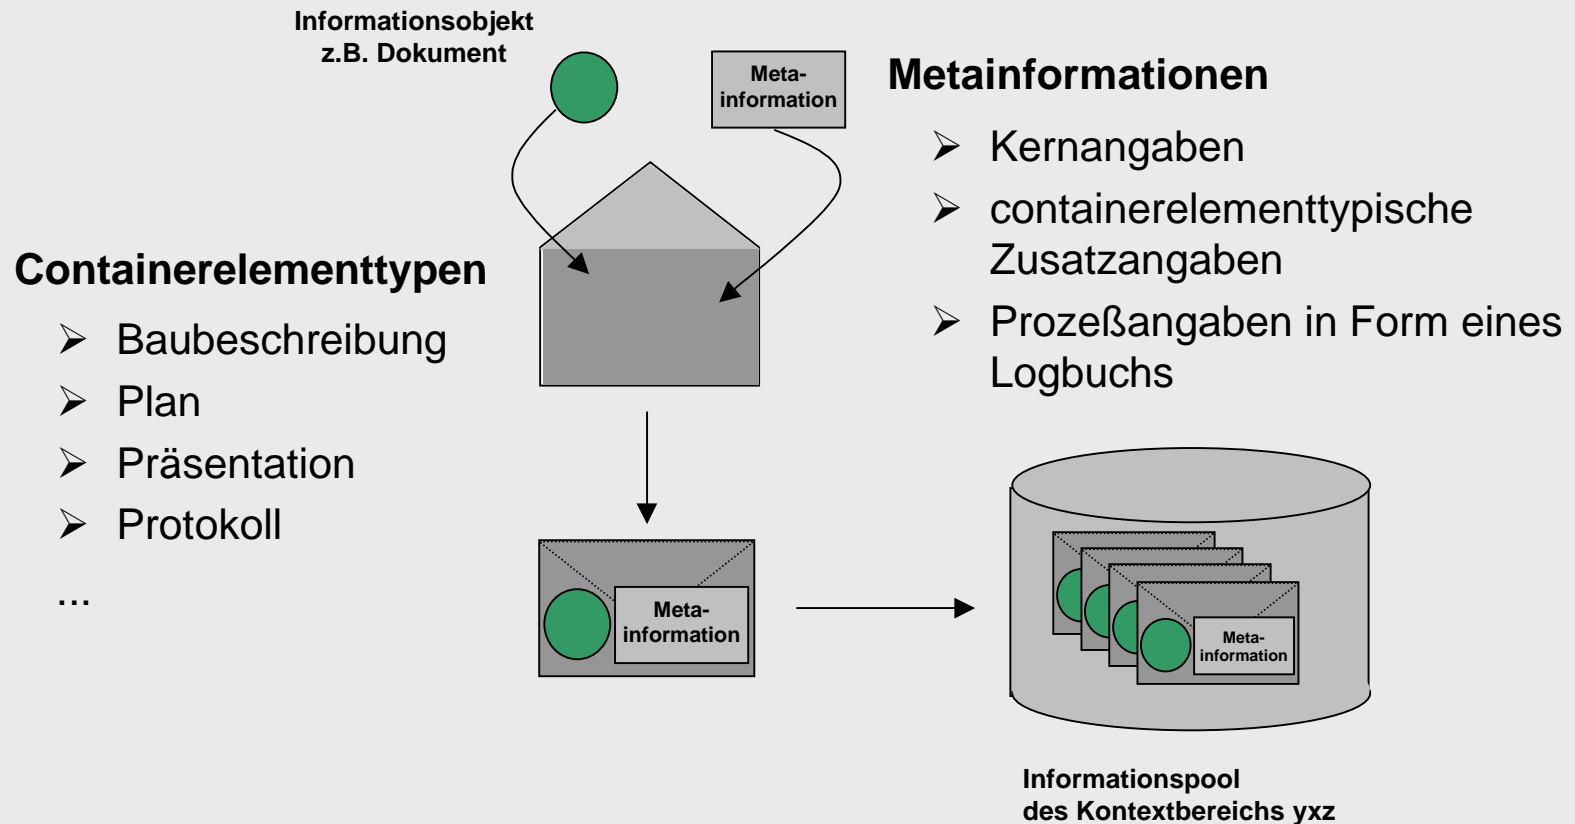 Informationsobjekt
z.B. Dokument
Meta-
information
Metainformationen
➢ Kernangaben
➢ containerelementtypische
Zusatzangaben
➢ Prozeßangaben in Form eines
Logbuchs
Containerelementtypen
➢ Baubeschreibung
➢ Plan
➢ Präsentation
➢ Protokoll
...
Meta-
information
Meta-
information
Informationspool
des Kontextbereichs yxz